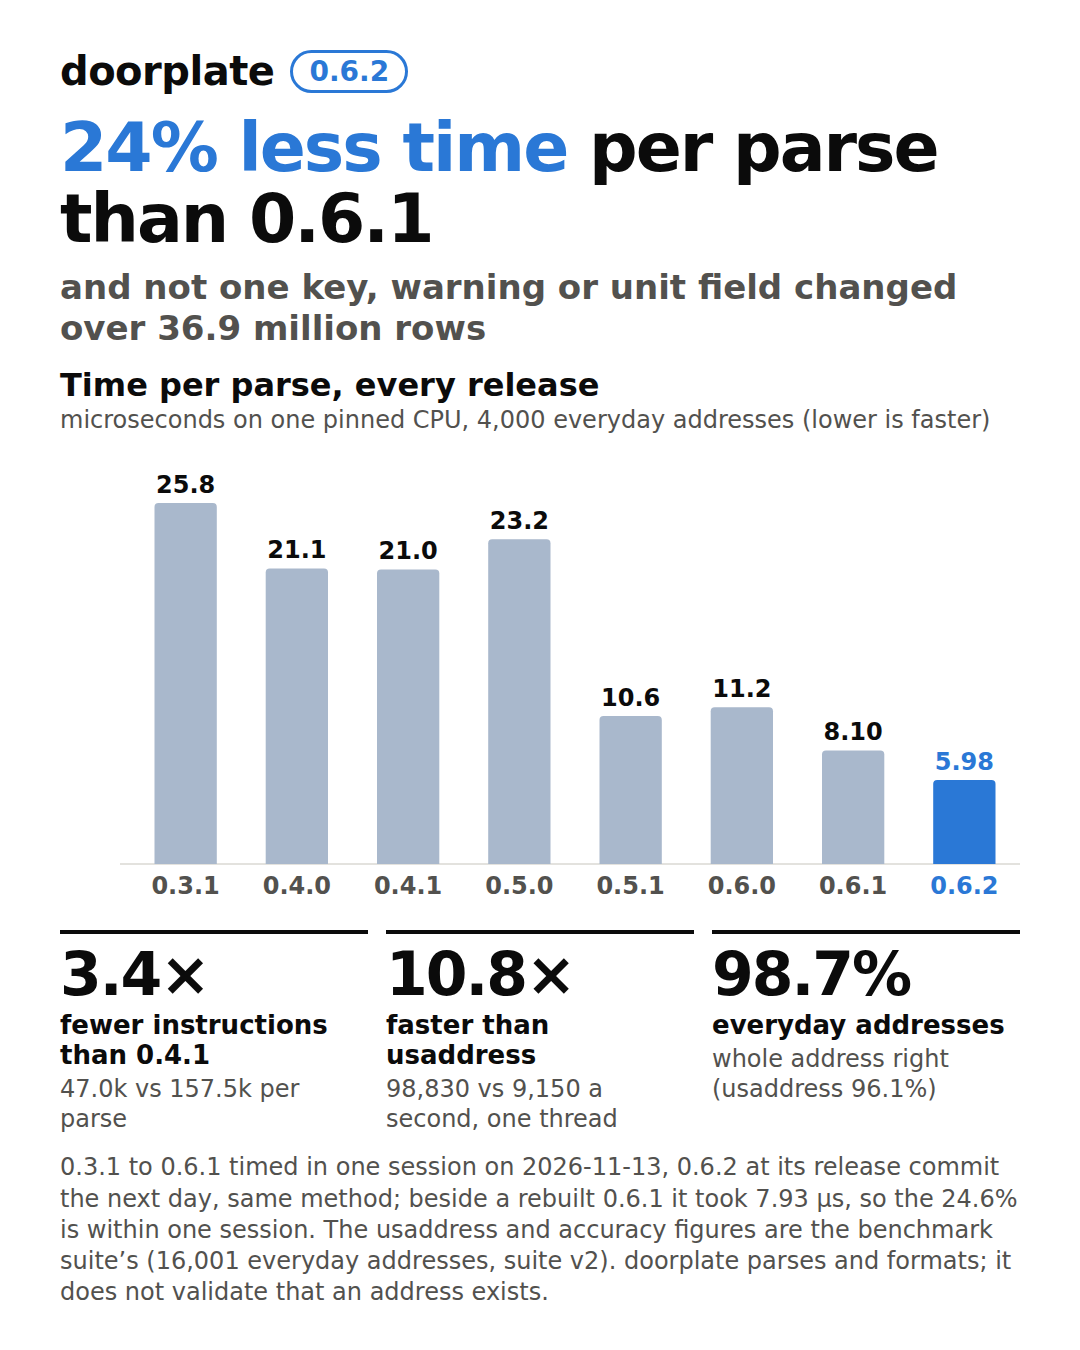 doorplate 0.6.2
24% less time per parse
than 0.6.1
and not one key, warning or unit field changed
over 36.9 million rows
Time per parse, every release
microseconds on one pinned CPU, 4,000 everyday addresses (lower is faster)
25.8
21.1
21.0
23.2
10.6
11.2
8.10
5.98
0.3.1
0.4.0
0.4.1
0.5.0
0.5.1
0.6.0
0.6.1
0.6.2
3.4×
fewer instructions
than 0.4.1
47.0k vs 157.5k per
parse
10.8×
faster than
usaddress
98,830 vs 9,150 a
second, one thread
98.7%
everyday addresses
whole address right
(usaddress 96.1%)
0.3.1 to 0.6.1 timed in one session on 2026-11-13, 0.6.2 at its release commit
the next day, same method; beside a rebuilt 0.6.1 it took 7.93 µs, so the 24.6%
is within one session. The usaddress and accuracy figures are the benchmark
suite’s (16,001 everyday addresses, suite v2). doorplate parses and formats; it
does not validate that an address exists.